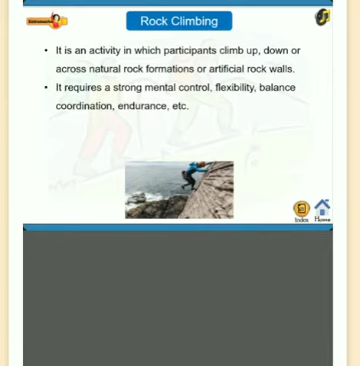 Rock Climbing
• It is an activity in which participants climb up, down or
across natural rock formations or artificial rock walls.
• It requires a strong mental control, flexibility, balance
coordination, endurance, etc.
Index Home